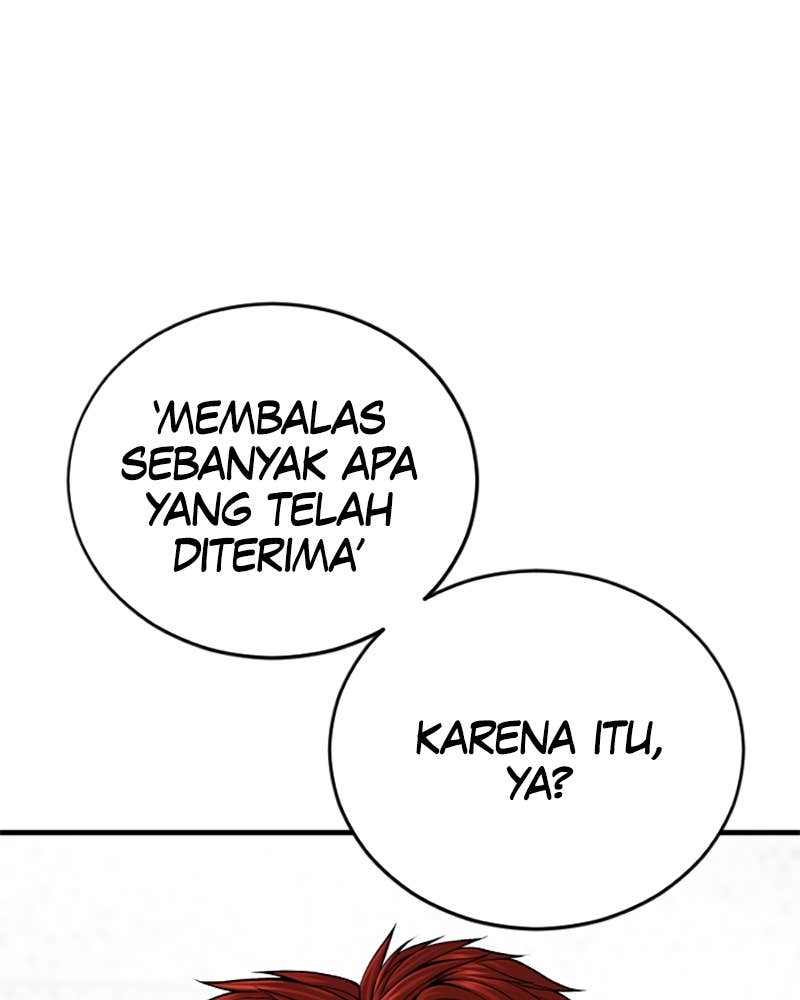 'MEMBALAS
SEBANYAK APA
YANG TELAH
DITERIMA'
KARENA ITU,
YA?